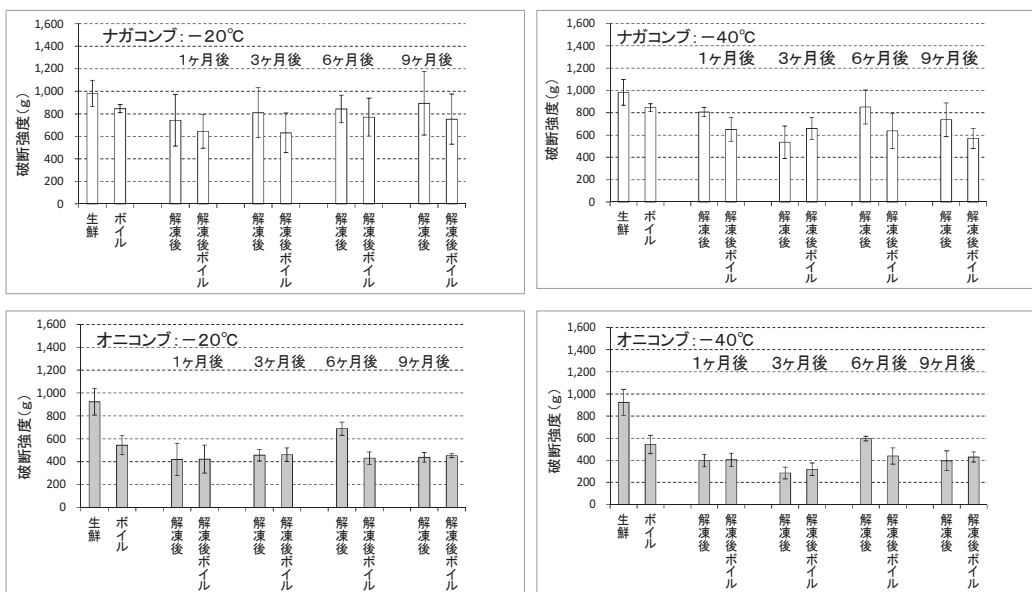 ナガコンブ:-20℃
1ヶ月後 3ヶ月後 6ヶ月後 9ヶ月後
破断強度(g)
1,600
1,400
1,200
1,000
800
600
400
200
0
生鮮
ボイル
解凍後
解凍後ボイル
解凍後
解凍後ボイル
解凍後
解凍後ボイル
解凍後
解凍後ボイル
ナガコンブ:-40℃
1ヶ月後 3ヶ月後 6ヶ月後 9ヶ月後
破断強度(g)
1,600
1,400
1,200
1,000
800
600
400
200
0
生鮮
ボイル
解凍後
解凍後ボイル
解凍後
解凍後ボイル
解凍後
解凍後ボイル
解凍後
解凍後ボイル
オニコンブ:-20℃
1ヶ月後 3ヶ月後 6ヶ月後 9ヶ月後
破断強度(g)
1,600
1,400
1,200
1,000
800
600
400
200
0
生鮮
ボイル
解凍後
解凍後ボイル
解凍後
解凍後ボイル
解凍後
解凍後ボイル
解凍後
解凍後ボイル
オニコンブ:-40℃
1ヶ月後 3ヶ月後 6ヶ月後 9ヶ月後
破断強度(g)
1,600
1,400
1,200
1,000
800
600
400
200
0
生鮮
ボイル
解凍後
解凍後ボイル
解凍後
解凍後ボイル
解凍後
解凍後ボイル
解凍後
解凍後ボイル